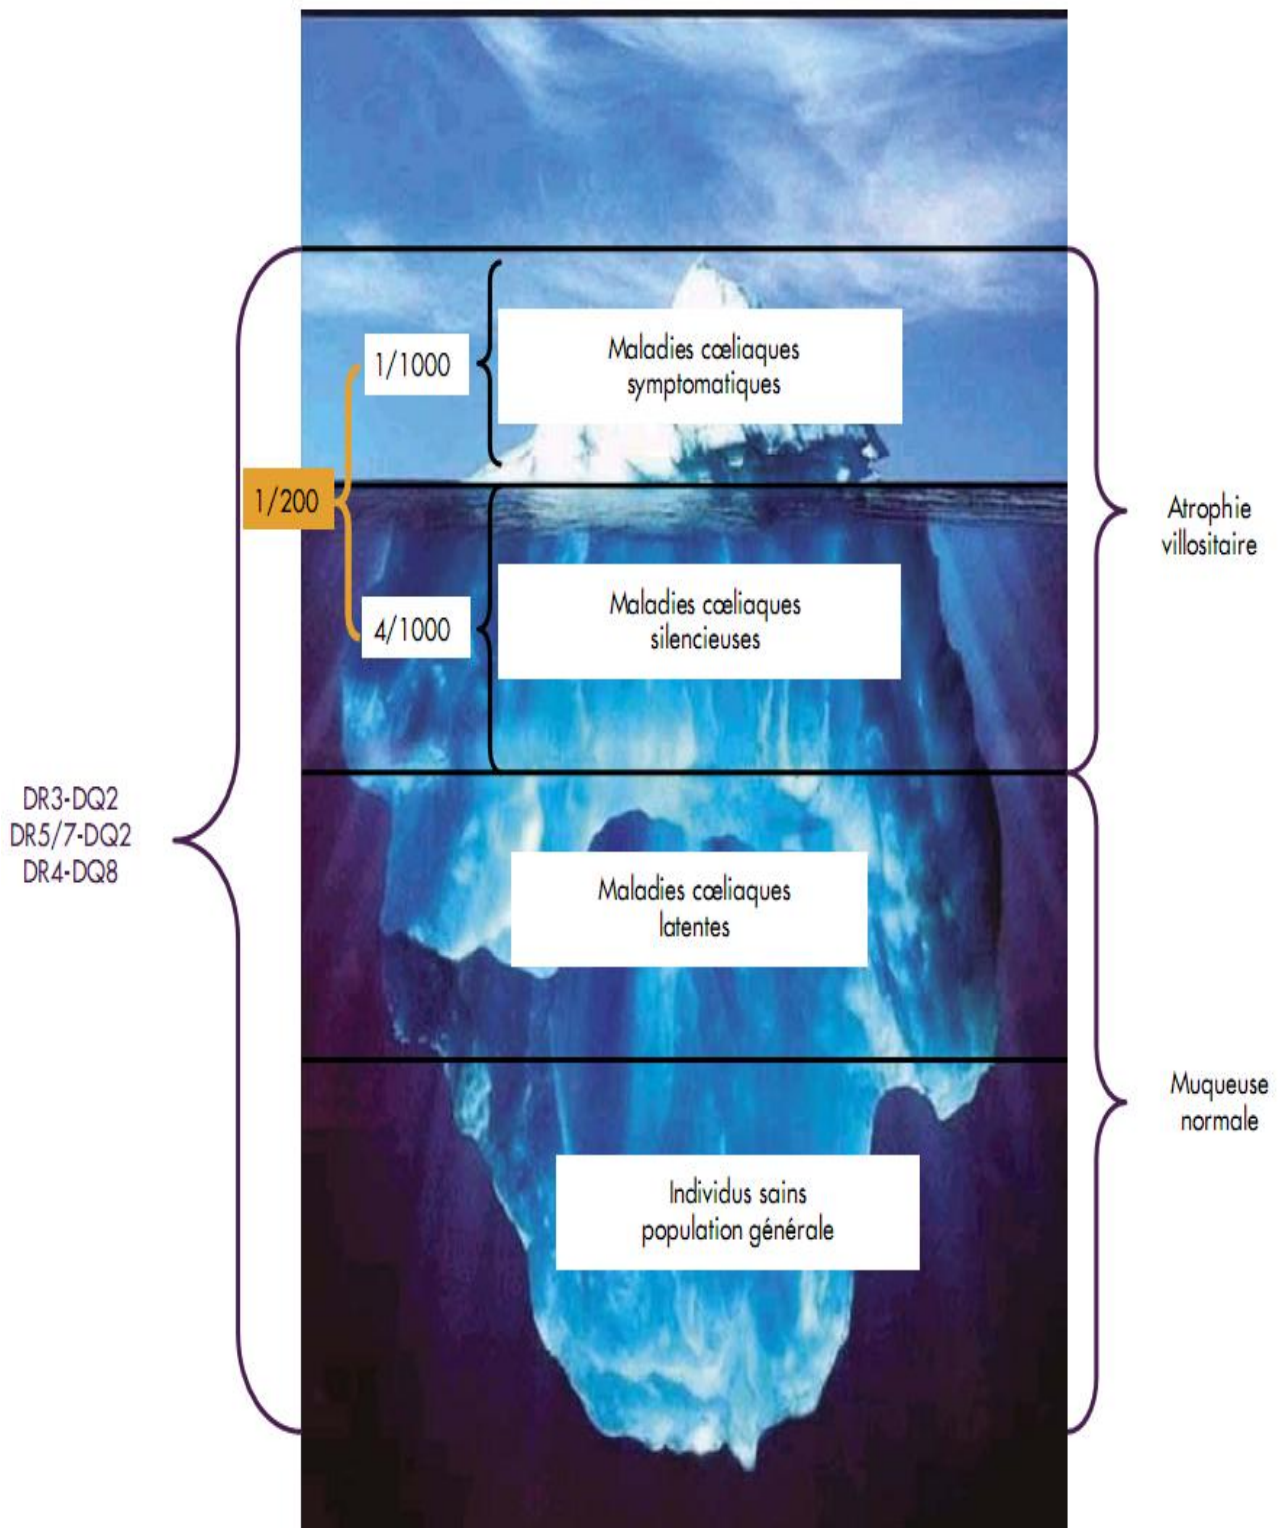 1/1000
Maladies cœliaques
symptomatiques
1/200
Atrophie
villositaire
4/1000
Maladies cœliaques
silencieuses
DR3-DQ2
DR5/7-DQ2
DR4-DQ8
Maladies cœliaques
latentes
Muqueuse
normale
Individus sains
population générale